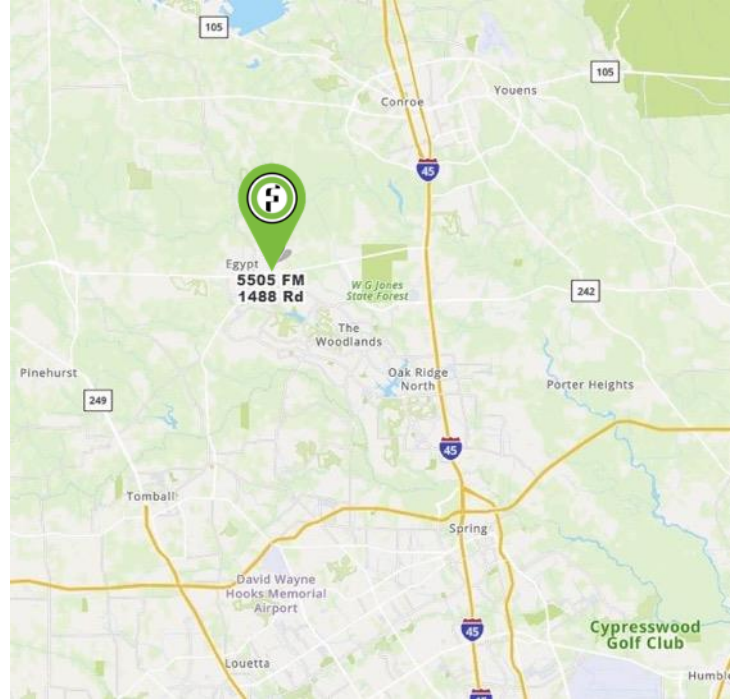 105
105
Conroe
Youens
45
F
Egypt
5505 FM
1488 Rd
W G Jones
State Forest
242
The
Woodlands
Pinehurst
Oak Ridge
North
Porter Heights
249
45
Tomball
Spring
David Wayne
Hooks Memorial
Airport
45
Cypresswood
Golf Club
Louetta
Humble